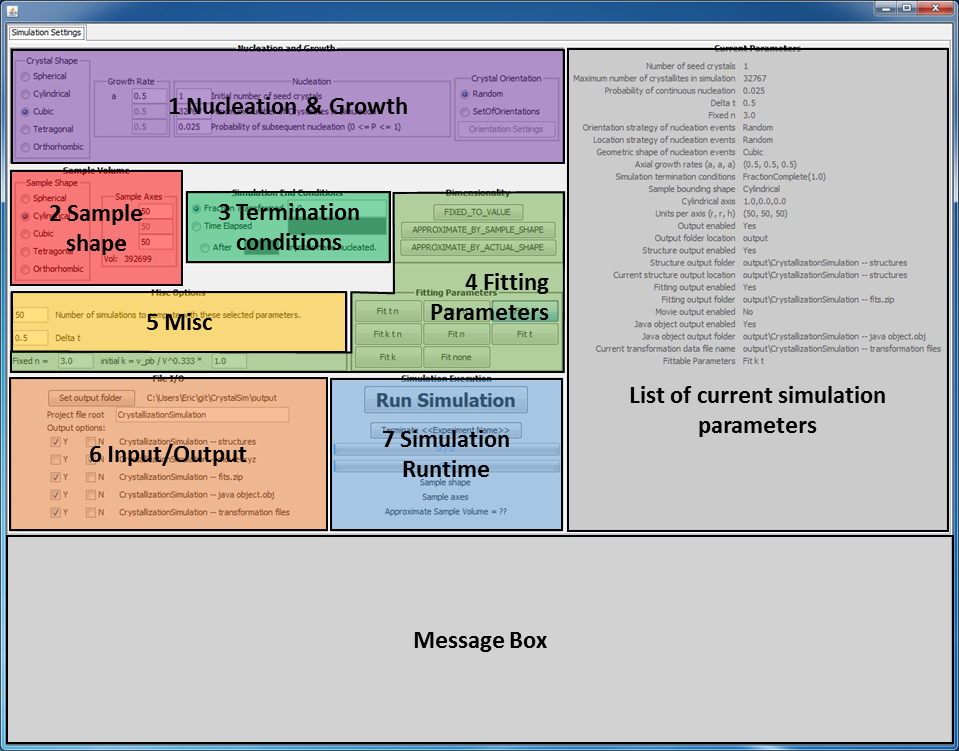 Simulation Settings
Nucleation and Growth
Crystal Shape
Spherical
Cylindrical
Cubic
Tetragonal
Orthorhombic
Growth Rate
a 0.5
0.5
0.5
Nucleation
1 Initial number of seed crystals
0.025 Probability of subsequent nucleation (0 <= P <= 1)
Crystal Orientation
Random
SetOfOrientations
Orientation Settings
1 Nucleation & Growth
Sample Volume
Sample Shape
Spherical
Cylindrical
Cubic
Tetragonal
Orthorhombic
Sample Axes
50
50
50
Vol: 392699
2 Sample
shape
Simulation End Conditions
Time Elapsed
After
nucleated.
3 Termination
conditions
Dimensionality
FIXED_TO_VALUE
APPROXIMATE_BY_SAMPLE_SHAPE
APPROXIMATE_BY_ACTUAL_SHAPE
4 Fitting
Parameters
Fitting Parameters
Fit t n
Fit k t n Fit n Fit t
Fit k Fit none
Misc Options
50 Number of simulations to compute with these selected parameters.
0.5 Delta t
5 Misc
Fixed n = 3.0 initial k = v_pb / V^0.333 * 1.0
File I/O
Set output folder C:\Users\Eric\git\CrystalSim\output
Project file root CrystallizationSimulation
Output options:
Y N CrystallizationSimulation -- structures
Y N
Y N CrystallizationSimulation -- fits.zip
Y N CrystallizationSimulation -- java object.obj
Y N CrystallizationSimulation -- transformation files
6 Input/Output
Simulation Execution
Run Simulation
Terminate <<Experiment Name>>
7 Simulation
Runtime
Sample shape
Sample axes
Approximate Sample Volume = ??
Current Parameters
Number of seed crystals 1
Maximum number of crystallites in simulation 32767
Probability of continuous nucleation 0.025
Delta t 0.5
Fixed n 3.0
Orientation strategy of nucleation events Random
Location strategy of nucleation events Random
Geometric shape of nucleation events Cubic
Axial growth rates (a, a, a) (0.5, 0.5, 0.5)
Simulation termination conditions FractionComplete(1.0)
Sample bounding shape Cylindrical
Cylindrical axis 1.0,0.0,0.0
Units per axis (r, r, h) (50, 50, 50)
Output enabled Yes
Output folder location output
Structure output enabled Yes
Structure output folder output\CrystallizationSimulation -- structures
Current structure output location output\CrystallizationSimulation -- structures
Fitting output enabled Yes
Fitting output folder output\CrystallizationSimulation -- fits.zip
Movie output enabled No
Java object output enabled Yes
Java object output folder output\CrystallizationSimulation -- java object.obj
Current transformation data file name output\CrystallizationSimulation -- transformation files
Fittable Parameters Fit k t
List of current simulation
parameters
Message Box